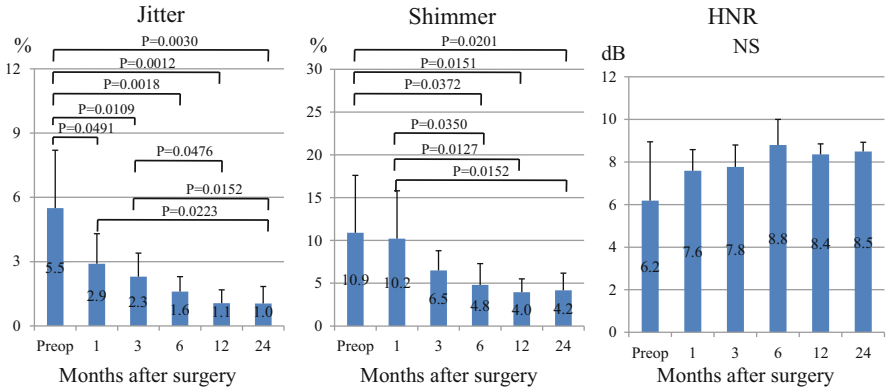 Jitter
%
P=0.0030
P=0.0012
P=0.0018
P=0.0109
P=0.0491
P=0.0476
P=0.0152
P=0.0223
12
9
6
3
0
5.5
2.9
2.3
1.6
1.1
1.0
Preop 1 3 6 12 24
Months after surgery
Shimmer
%
P=0.0201
P=0.0151
P=0.0372
P=0.0350
P=0.0127
P=0.0152
30
25
20
15
10
5
0
10.9
10.2
6.5
4.8
4.0
4.2
Preop 1 3 6 12 24
Months after surgery
HNR
NS
dB
12
10
8
6
4
2
0
6.2
7.6
7.8
8.8
8.4
8.5
Preop 1 3 6 12 24
Months after surgery